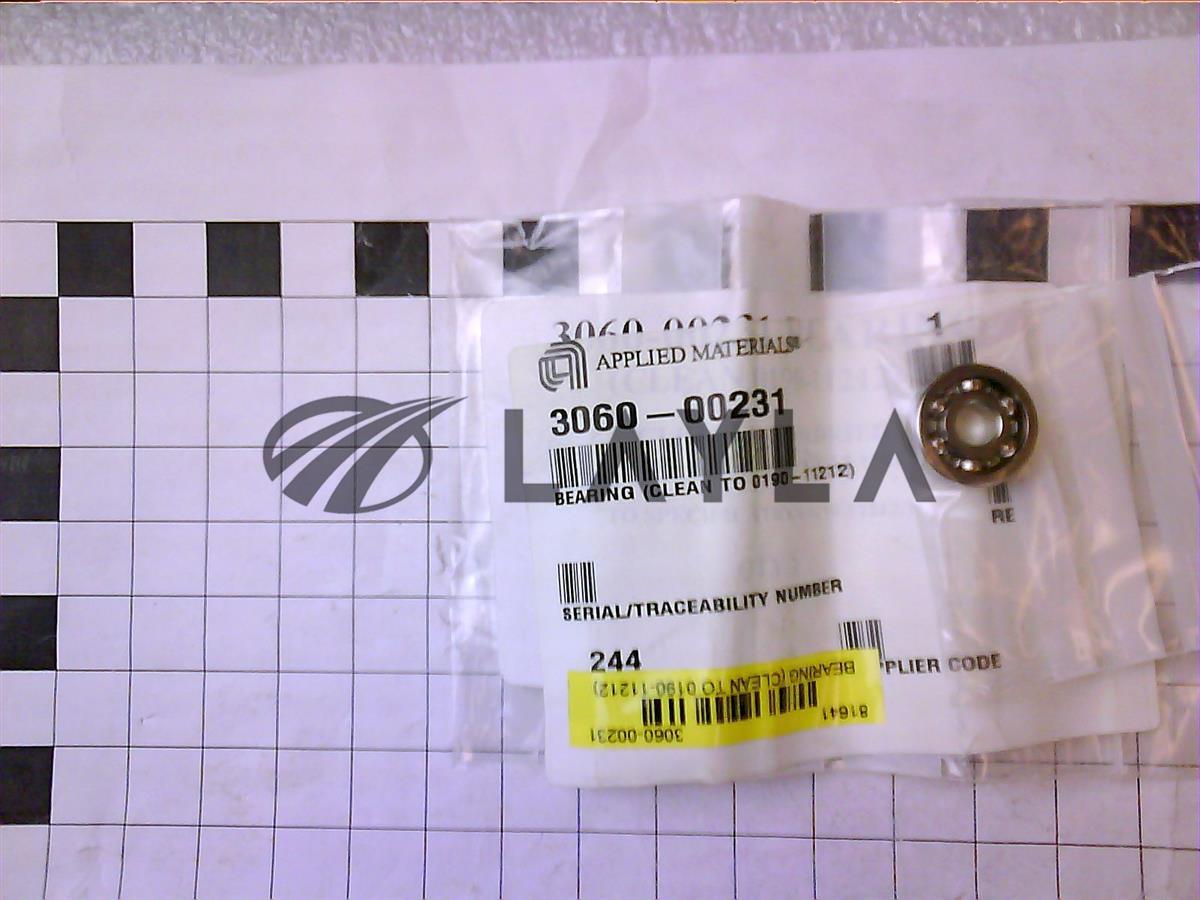 3060-00231
1
APPLIED MATERIALS®
3060-00231
BEARING (CLEAN TO 0190-11212)
LAYLA
RE
SERIAL/TRACEABILITY NUMBER
244
PLIER CODE
BEARING (CLEAN TO 0190-11212)
81641
3060-00231